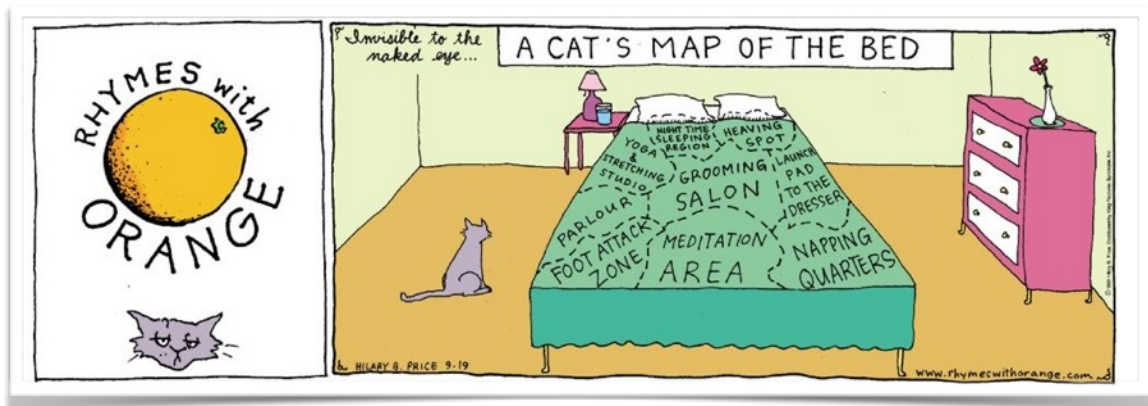 RHYMES with
ORANGE
Invisible to the
naked eye...
A CAT'S MAP OF THE BED
NIGHT TIME
SLEEPING
REGION
HEAVING
SPOT
YOGA
&
STRETCHING
STUDIO
GROOMING
SALON
LAUNCH
PAD
TO THE
DRESSER
PARLOUR
FOOT ATTACK
ZONE
MEDITATION
AREA
NAPPING
QUARTERS
HILARY B. PRICE 9-19
www.rhymeswithorange.com